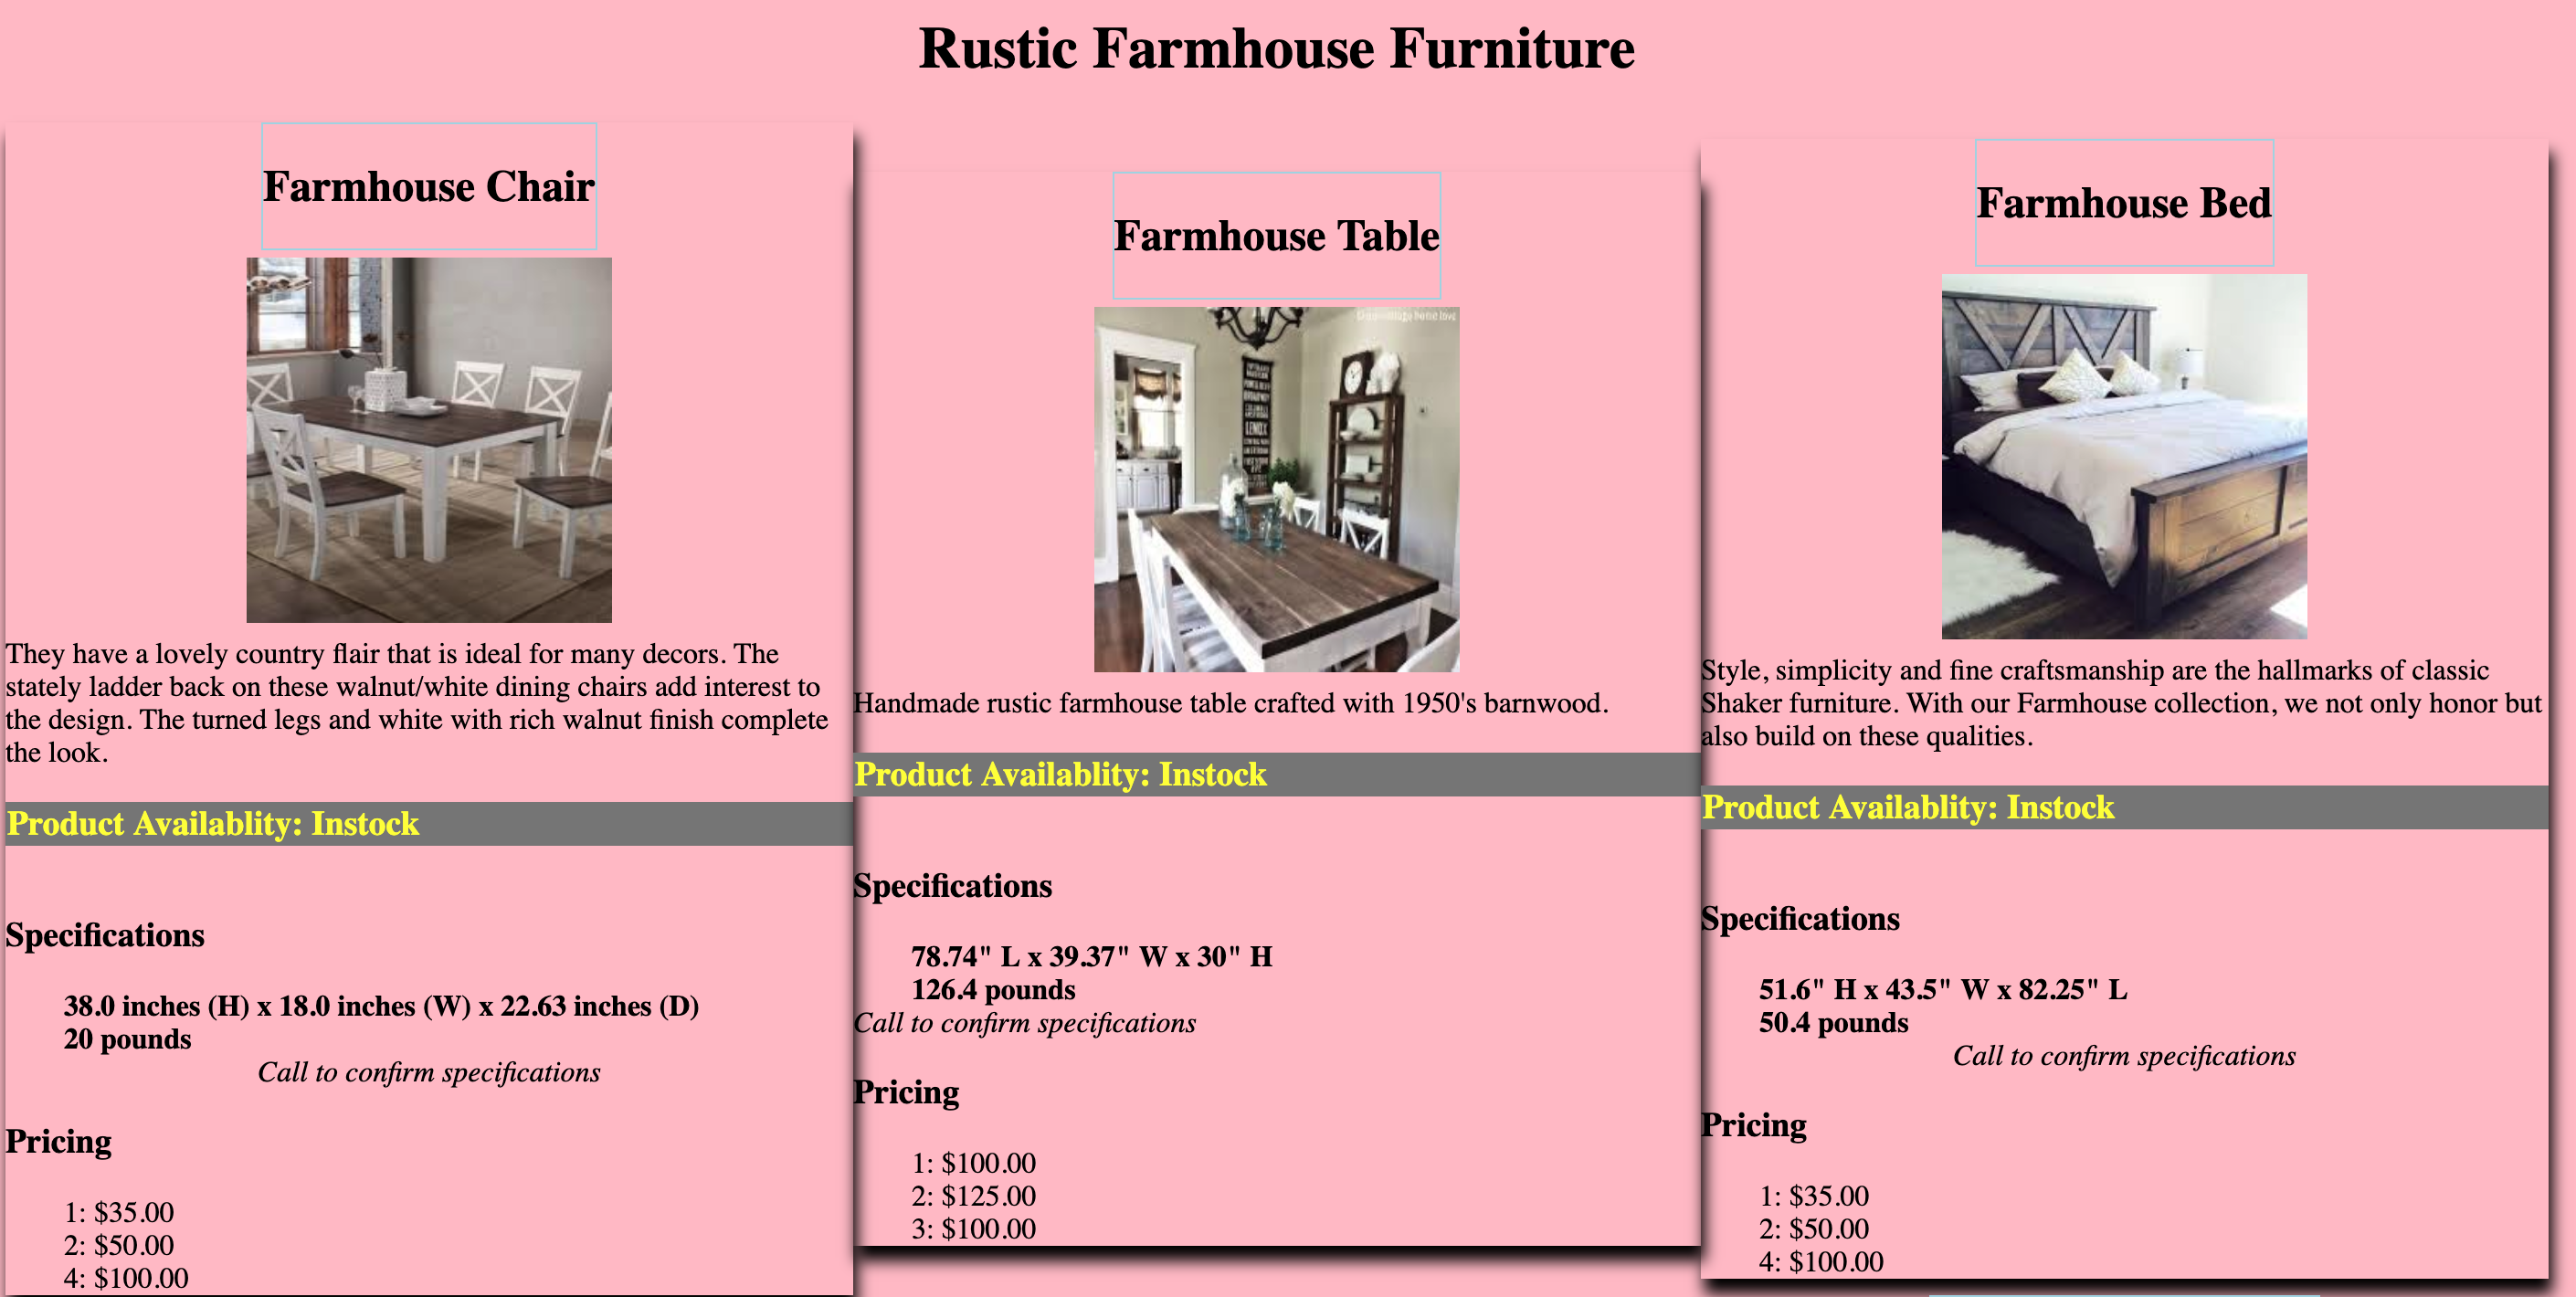 Rustic Farmhouse Furniture
Farmhouse Chair
They have a lovely country flair that is ideal for many decors. The
stately ladder back on these walnut/white dining chairs add interest to
the design. The turned legs and white with rich walnut finish complete
the look.
Product Availablity: Instock
Specifications
38.0 inches (H) x 18.0 inches (W) x 22.63 inches (D)
20 pounds
Call to confirm specifications
Pricing
1: $35.00
2: $50.00
4: $100.00
Farmhouse Table
home love
LENOX
Handmade rustic farmhouse table crafted with 1950's barnwood.
Product Availablity: Instock
Specifications
78.74" L x 39.37" W x 30" H
126.4 pounds
Call to confirm specifications
Pricing
1: $100.00
2: $125.00
3: $100.00
Farmhouse Bed
Style, simplicity and fine craftsmanship are the hallmarks of classic
Shaker furniture. With our Farmhouse collection, we not only honor but
also build on these qualities.
Product Availablity: Instock
Specifications
51.6" H x 43.5" W x 82.25" L
50.4 pounds
Call to confirm specifications
Pricing
1: $35.00
2: $50.00
4: $100.00